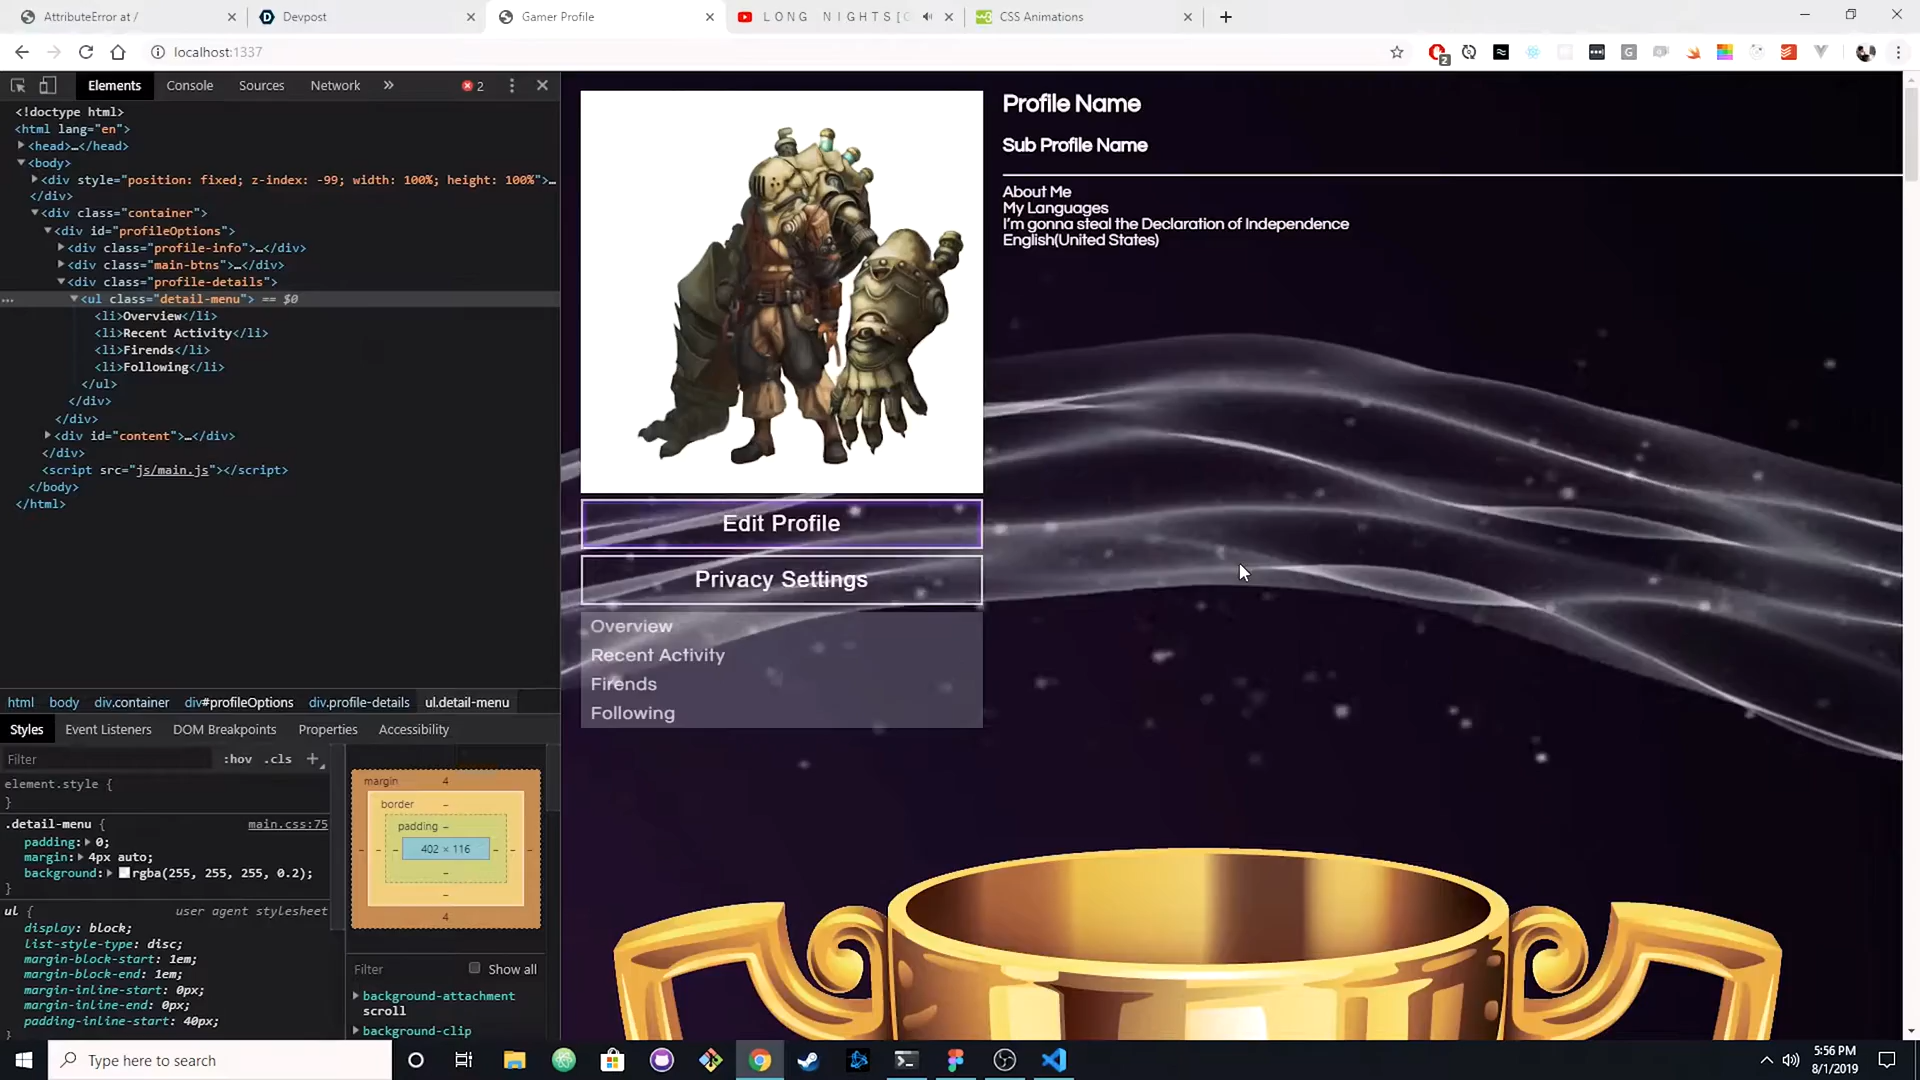 AttributeError at /
Devpost
Gamer Profile
L O N G   N I G H T S [
CSS Animations
localhost:1337
2
Elements
Console
Sources
Network
2
<!doctype html>
<html lang="en">
<head>…</head>
<body>
<div style="position: fixed; z-index: -99; width: 100%; height: 100%">…
</div>
<div class="container">
<div id="profileOptions">
<div class="profile-info">…</div>
<div class="main-btns">…</div>
<div class="profile-details">
<ul class="detail-menu"> == $0
<li>Overview</li>
<li>Recent Activity</li>
<li>Firends</li>
<li>Following</li>
</ul>
</div>
</div>
<div id="content">…</div>
</div>
<script src="js/main.js"></script>
</body>
</html>
html body div.container div#profileOptions div.profile-details ul.detail-menu
Styles Event Listeners DOM Breakpoints Properties Accessibility
Filter
:hov .cls +
element.style {
}
.detail-menu {
main.css:75
padding: 0;
margin: 4px auto;
background: rgba(255, 255, 255, 0.2);
}
ul {
user agent stylesheet
display: block;
list-style-type: disc;
margin-block-start: 1em;
margin-block-end: 1em;
margin-inline-start: 0px;
margin-inline-end: 0px;
padding-inline-start: 40px;
}
margin 4
border –
padding –
– – – 402 × 116 – – –
–
–
4
Filter
Show all
background-attachment
scroll
background-clip
Profile Name
Sub Profile Name
About Me
My Languages
I'm gonna steal the Declaration of Independence
English(United States)
Edit Profile
Privacy Settings
Overview
Recent Activity
Firends
Following
Type here to search
5:56 PM
8/1/2019